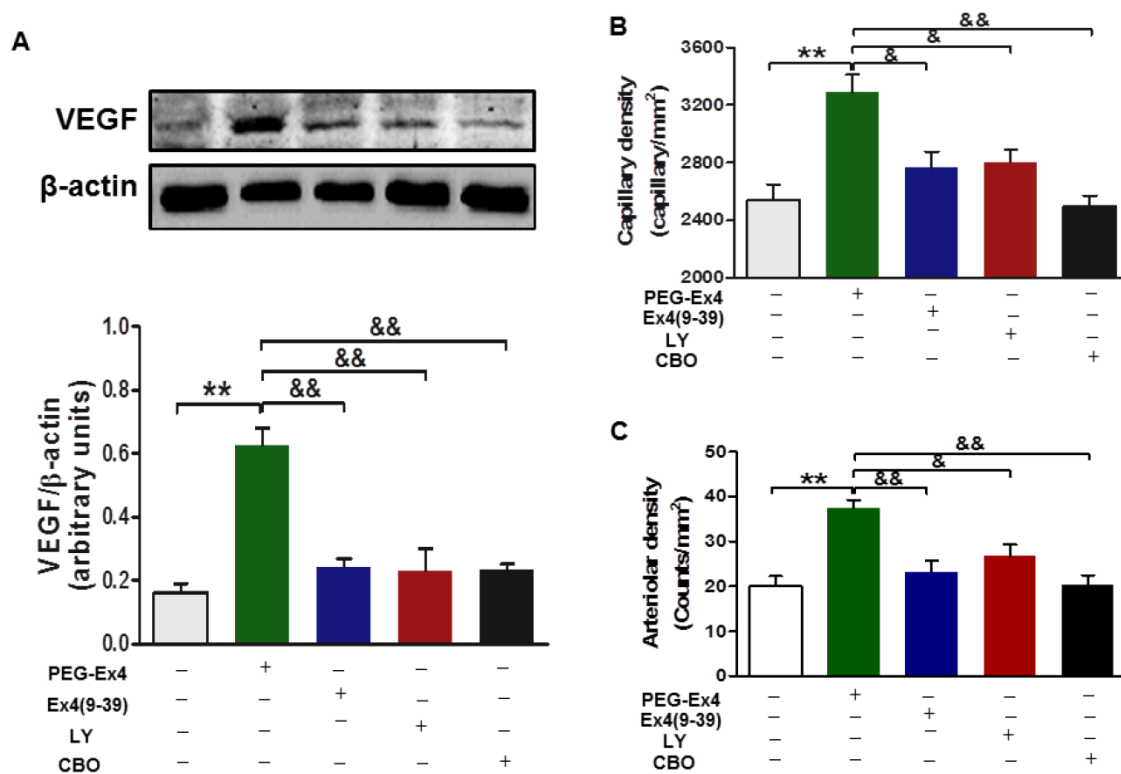 A
VEGF
β-actin
VEGF/β-actin
(arbitrary units)
1.0
0.8
0.6
0.4
0.2
0.0
**
&&
&&
&&
PEG-Ex4 – + – – –
Ex4(9-39) – – + – –
LY – – – + –
CBO – – – – +
B
Capillary density
(capillary/mm²)
3600
3200
2800
2400
2000
**
&
&
&&
PEG-Ex4 – + – – –
Ex4(9-39) – – + – –
LY – – – + –
CBO – – – – +
C
Arteriolar density
(Counts/mm²)
50
40
30
20
10
0
**
&&
&
&&
PEG-Ex4 – + – – –
Ex4(9-39) – – + – –
LY – – – + –
CBO – – – – +